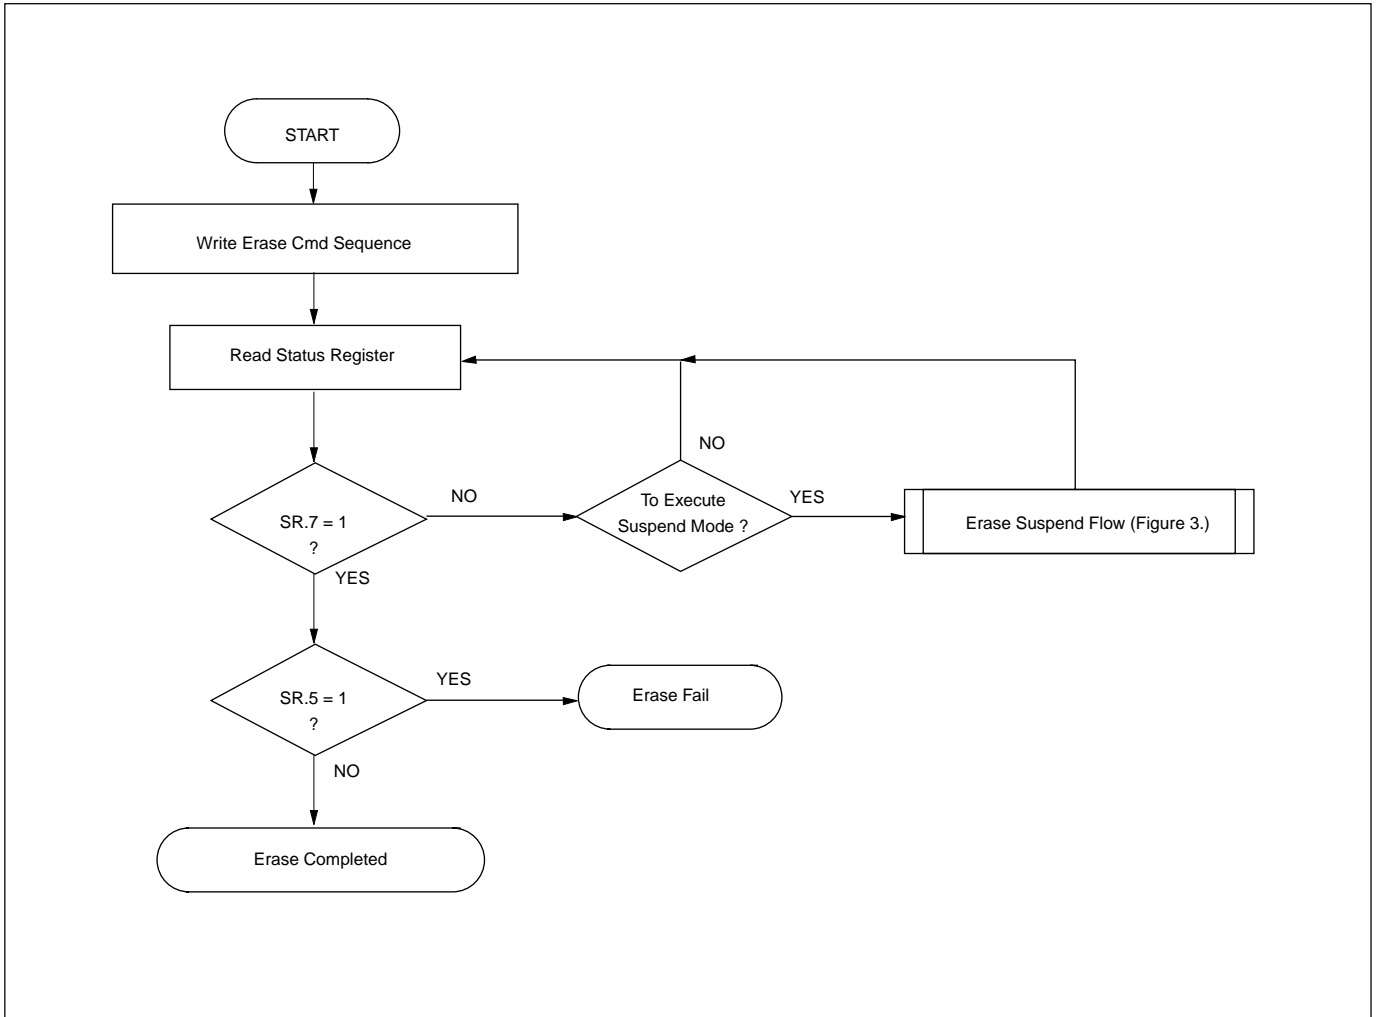 START
Write Erase Cmd Sequence
Read Status Register
NO
SR.7 = 1
?
NO
To Execute
Suspend Mode ?
YES
Erase Suspend Flow (Figure 3.)
YES
SR.5 = 1
?
YES
Erase Fail
NO
Erase Completed